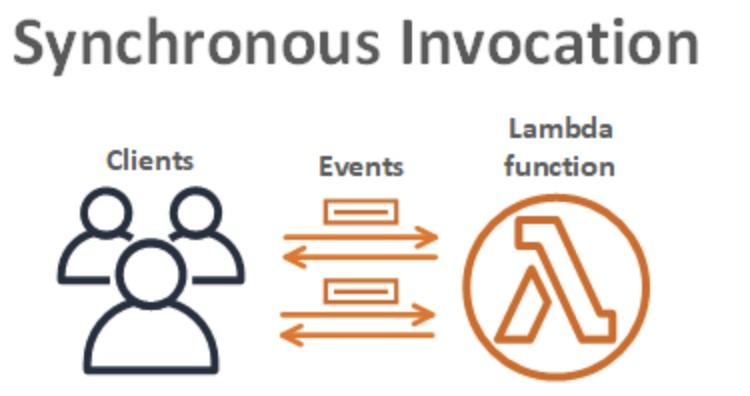 Synchronous Invocation
Clients
Events
Lambda
function